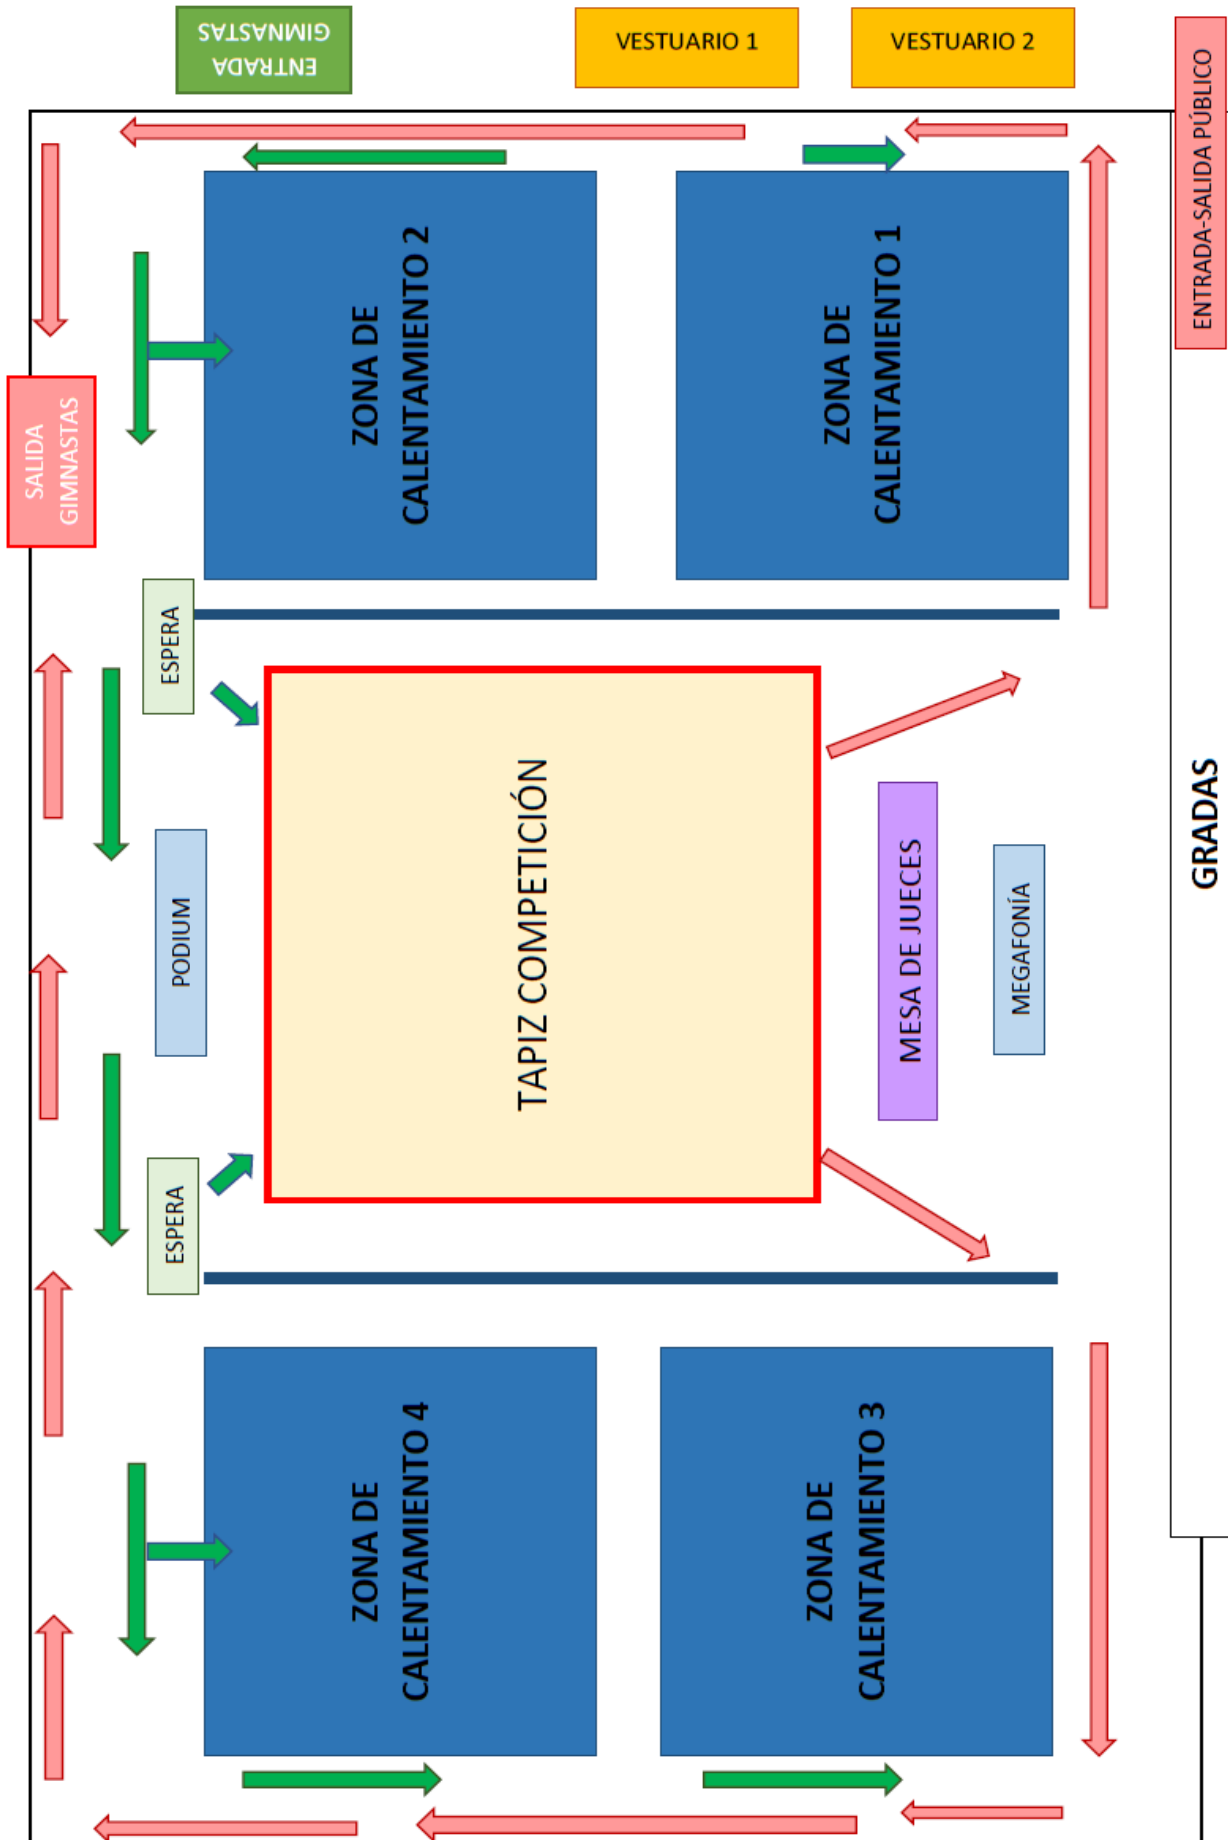 ENTRADA
GIMNASTAS
VESTUARIO 1
VESTUARIO 2
ENTRADA-SALIDA PÚBLICO
SALIDA
GIMNASTAS
ZONA DE
CALENTAMIENTO 2
ZONA DE
CALENTAMIENTO 1
ESPERA
PODIUM
TAPIZ COMPETICIÓN
MESA DE JUECES
MEGAFONÍA
GRADAS
ESPERA
ZONA DE
CALENTAMIENTO 4
ZONA DE
CALENTAMIENTO 3